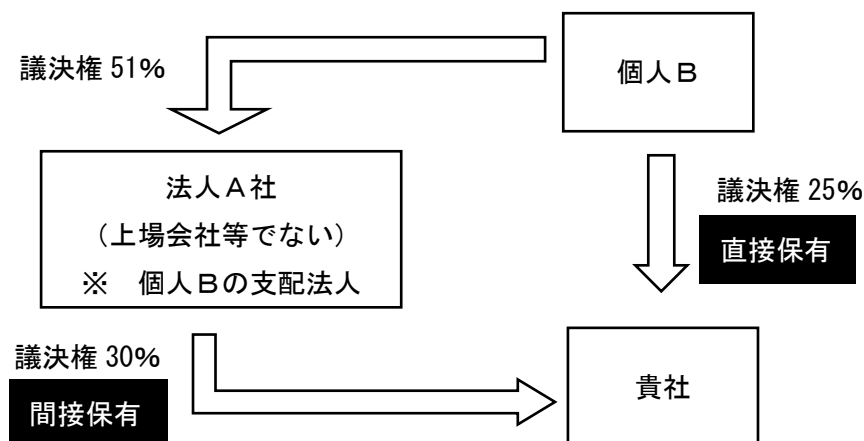 個人Ｂ
議決権 51%
法人Ａ社
（上場会社等でない）
※　個人Ｂの支配法人
議決権 25%
直接保有
議決権 30%
間接保有
貴社